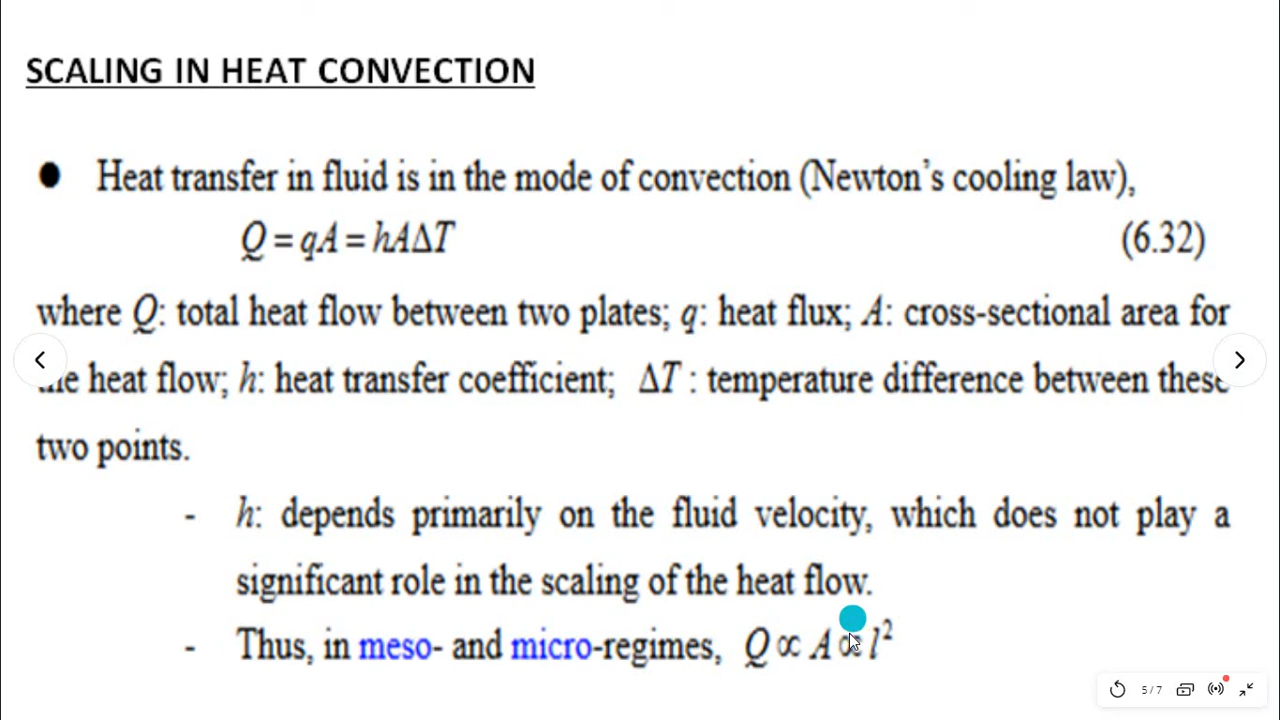 SCALING IN HEAT CONVECTION
● Heat transfer in fluid is in the mode of convection (Newton's cooling law),
Q = qA = hAΔT (6.32)
where Q: total heat flow between two plates; q: heat flux; A: cross-sectional area for
heat flow; h: heat transfer coefficient; ΔT : temperature difference between these
two points.
- h: depends primarily on the fluid velocity, which does not play a
significant role in the scaling of the heat flow.
- Thus, in meso- and micro-regimes, Q ∝ A ∝ l²
5 / 7